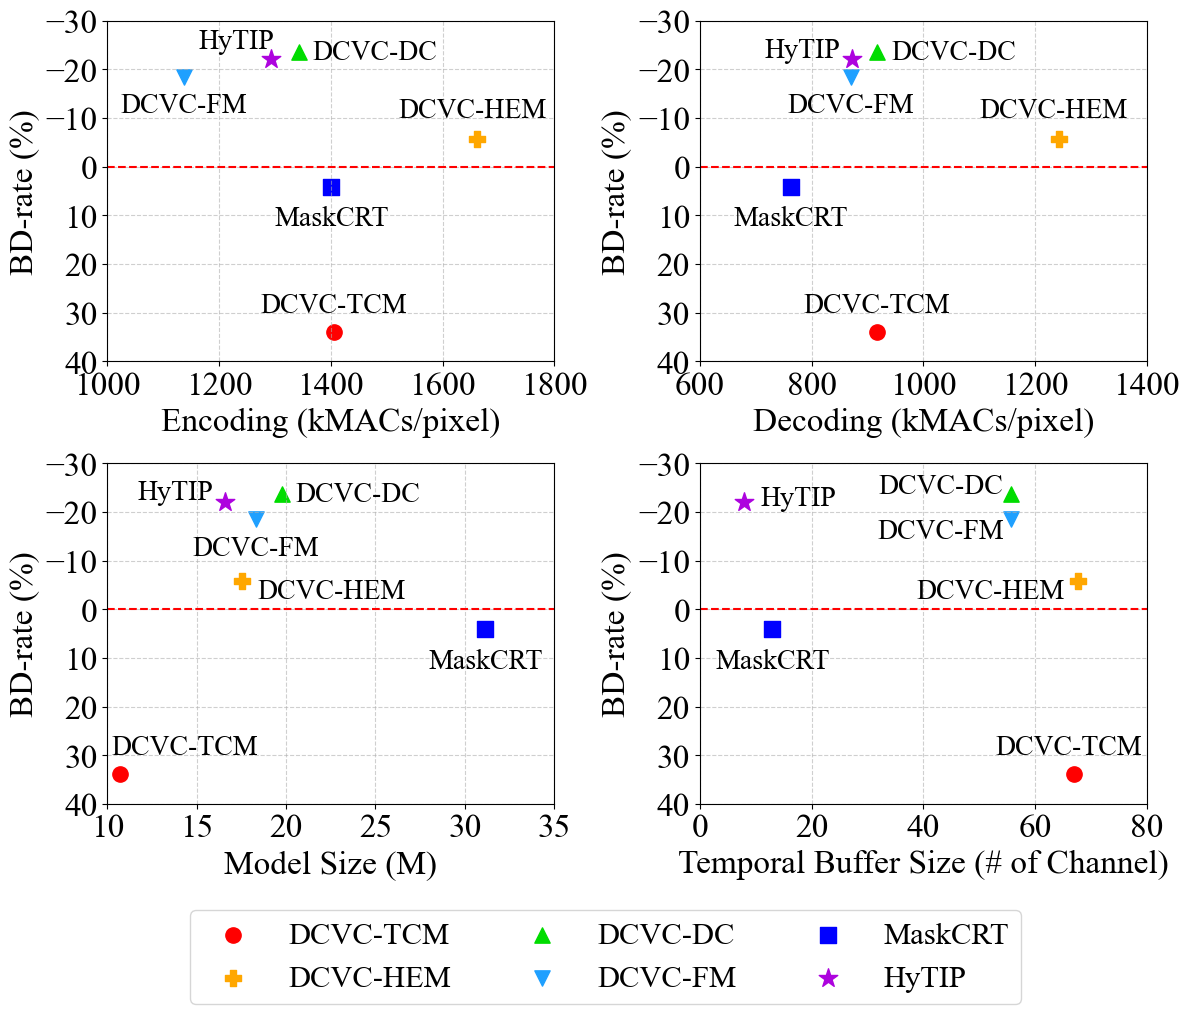 −30
−20
−10
0
10
20
30
40
BD-rate (%)
HyTIP
DCVC-DC
DCVC-FM
DCVC-HEM
MaskCRT
DCVC-TCM
1000 1200 1400 1600 1800
Encoding (kMACs/pixel)
−30
−20
−10
0
10
20
30
40
BD-rate (%)
HyTIP
DCVC-DC
DCVC-FM
DCVC-HEM
MaskCRT
DCVC-TCM
600 800 1000 1200 1400
Decoding (kMACs/pixel)
−30
−20
−10
0
10
20
30
40
BD-rate (%)
HyTIP
DCVC-DC
DCVC-FM
DCVC-HEM
MaskCRT
DCVC-TCM
10 15 20 25 30 35
Model Size (M)
−30
−20
−10
0
10
20
30
40
BD-rate (%)
DCVC-DC
HyTIP
DCVC-FM
DCVC-HEM
MaskCRT
DCVC-TCM
0 20 40 60 80
Temporal Buffer Size (# of Channel)
DCVC-TCM DCVC-DC MaskCRT
DCVC-HEM DCVC-FM HyTIP